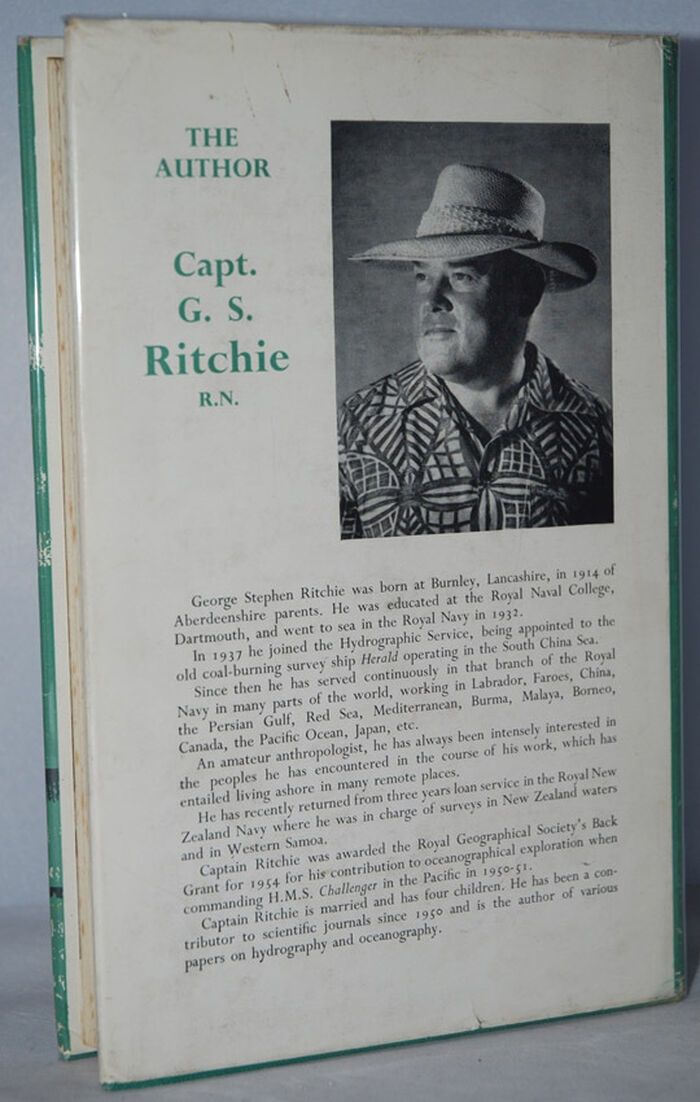 THE
AUTHOR
Capt.
G. S.
Ritchie
R.N.
George Stephen Ritchie was born at Burnley, Lancashire, in 1914 of
Aberdeenshire parents. He was educated at the Royal Naval College,
Dartmouth, and went to sea in the Royal Navy in 1932.
In 1937 he joined the Hydrographic Service, being appointed to the
old coal-burning survey ship Herald operating in the South China Sea.
Since then he has served continuously in that branch of the Royal
Navy in many parts of the world, working in Labrador, Faroes, China,
the Persian Gulf, Red Sea, Mediterranean, Burma, Malaya, Borneo,
Canada, the Pacific Ocean, Japan, etc.
An amateur anthropologist, he has always been intensely interested in
the peoples he has encountered in the course of his work, which has
entailed living ashore in many remote places.
He has recently returned from three years loan service in the Royal New
Zealand Navy where he was in charge of surveys in New Zealand waters
and in Western Samoa.
Captain Ritchie was awarded the Royal Geographical Society's Back
Grant for 1954 for his contribution to oceanographical exploration when
commanding H.M.S. Challenger in the Pacific in 1950-51.
Captain Ritchie is married and has four children. He has been a con-
tributor to scientific journals since 1950 and is the author of various
papers on hydrography and oceanography.